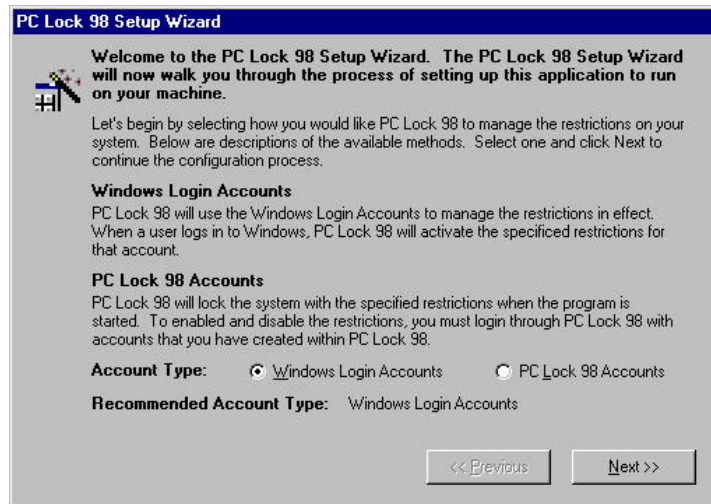 PC Lock 98 Setup Wizard
Welcome to the PC Lock 98 Setup Wizard. The PC Lock 98 Setup Wizard
will now walk you through the process of setting up this application to run
on your machine.
Let's begin by selecting how you would like PC Lock 98 to manage the restrictions on your
system. Below are descriptions of the available methods. Select one and click Next to
continue the configuration process.
Windows Login Accounts
PC Lock 98 will use the Windows Login Accounts to manage the restrictions in effect.
When a user logs in to Windows, PC Lock 98 will activate the specificed restrictions for
that account.
PC Lock 98 Accounts
PC Lock 98 will lock the system with the specified restrictions when the program is
started. To enabled and disable the restrictions, you must login through PC Lock 98 with
accounts that you have created within PC Lock 98.
Account Type: Windows Login Accounts PC Lock 98 Accounts
Recommended Account Type: Windows Login Accounts
<< Previous Next >>